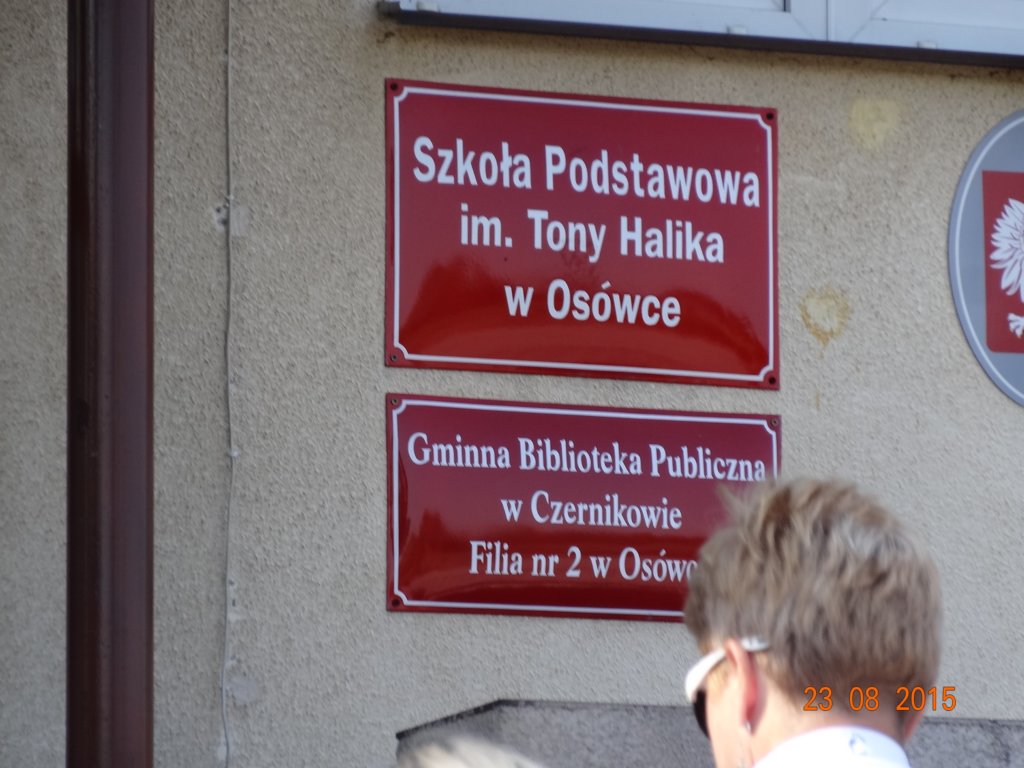 Szkoła Podstawowa
im. Tony Halika
w Osówce
Gminna Biblioteka Publiczna
w Czernikowie
Filia nr 2 w
23 08 2015